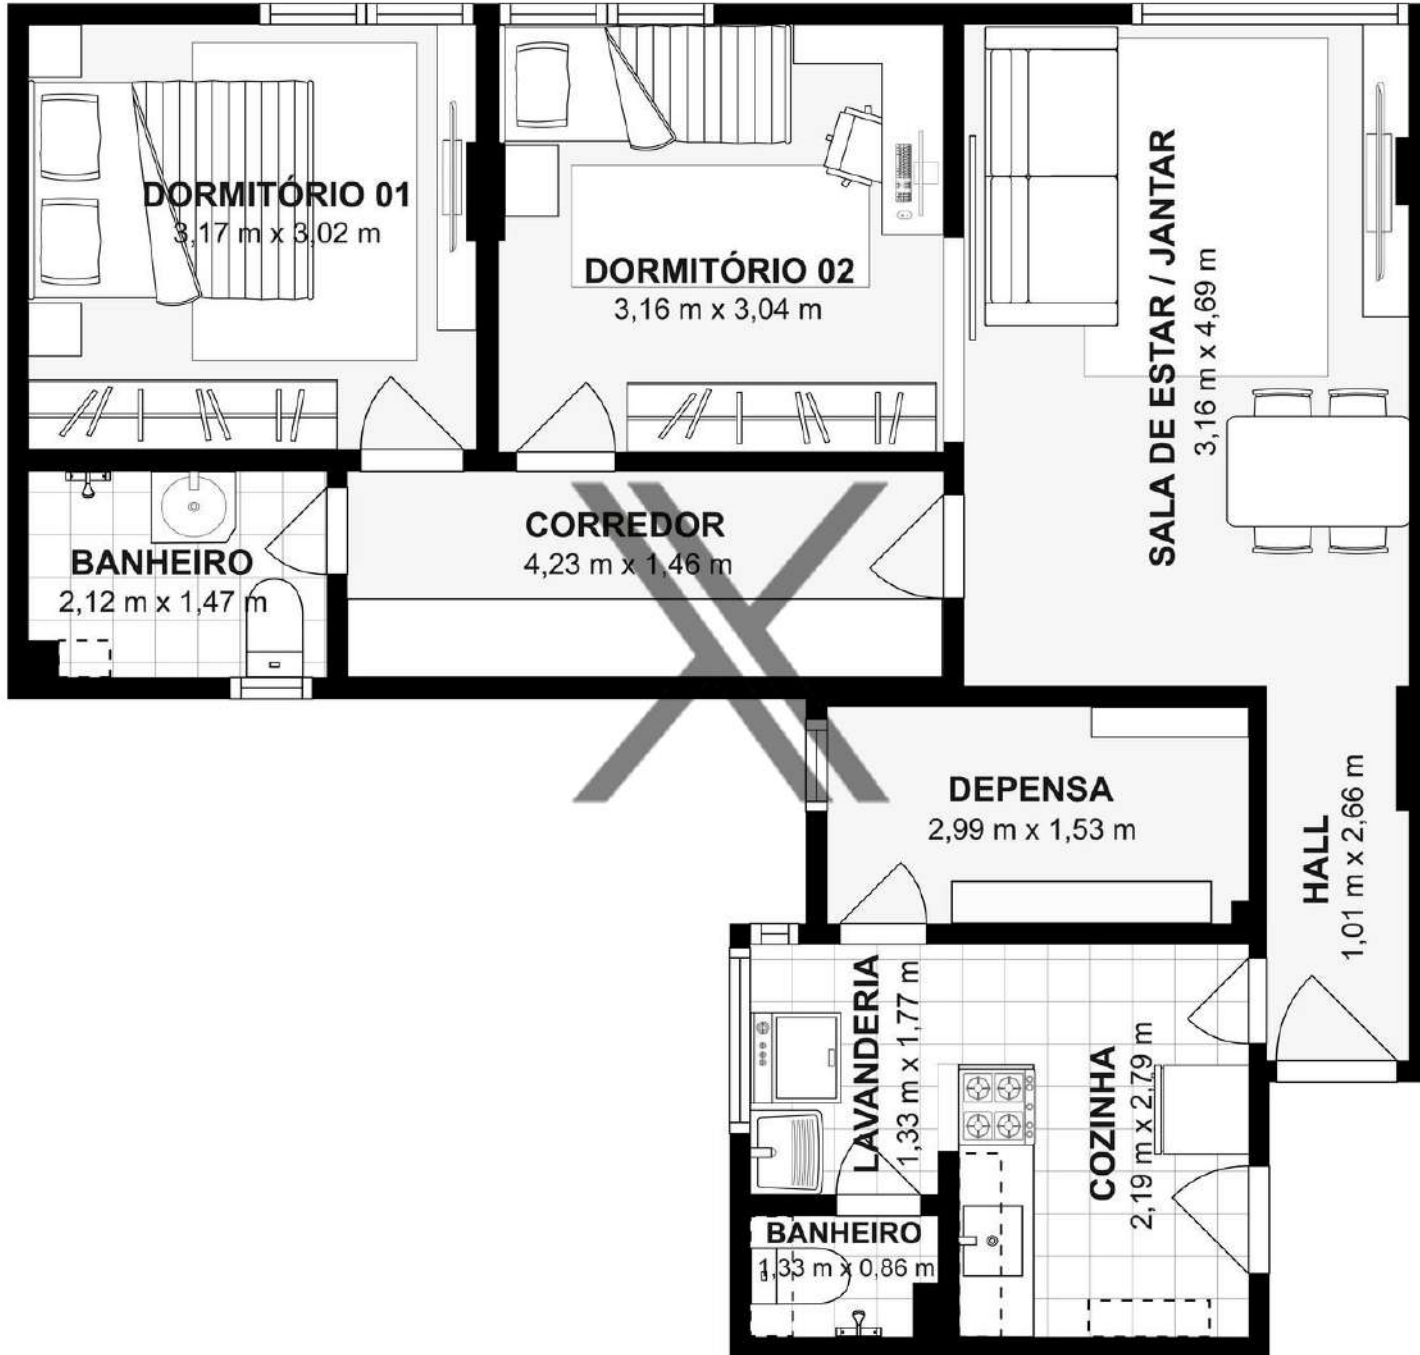 DORMITÓRIO 01
3,17 m x 3,02 m
DORMITÓRIO 02
3,16 m x 3,04 m
SALA DE ESTAR / JANTAR
3,16 m x 4,69 m
BANHEIRO
2,12 m x 1,47 m
CORREDOR
4,23 m x 1,46 m
DEPENSA
2,99 m x 1,53 m
HALL
1,01 m x 2,66 m
LAVANDERIA
1,33 m x 1,77 m
COZINHA
2,19 m x 2,79 m
BANHEIRO
1,33 m x 0,86 m